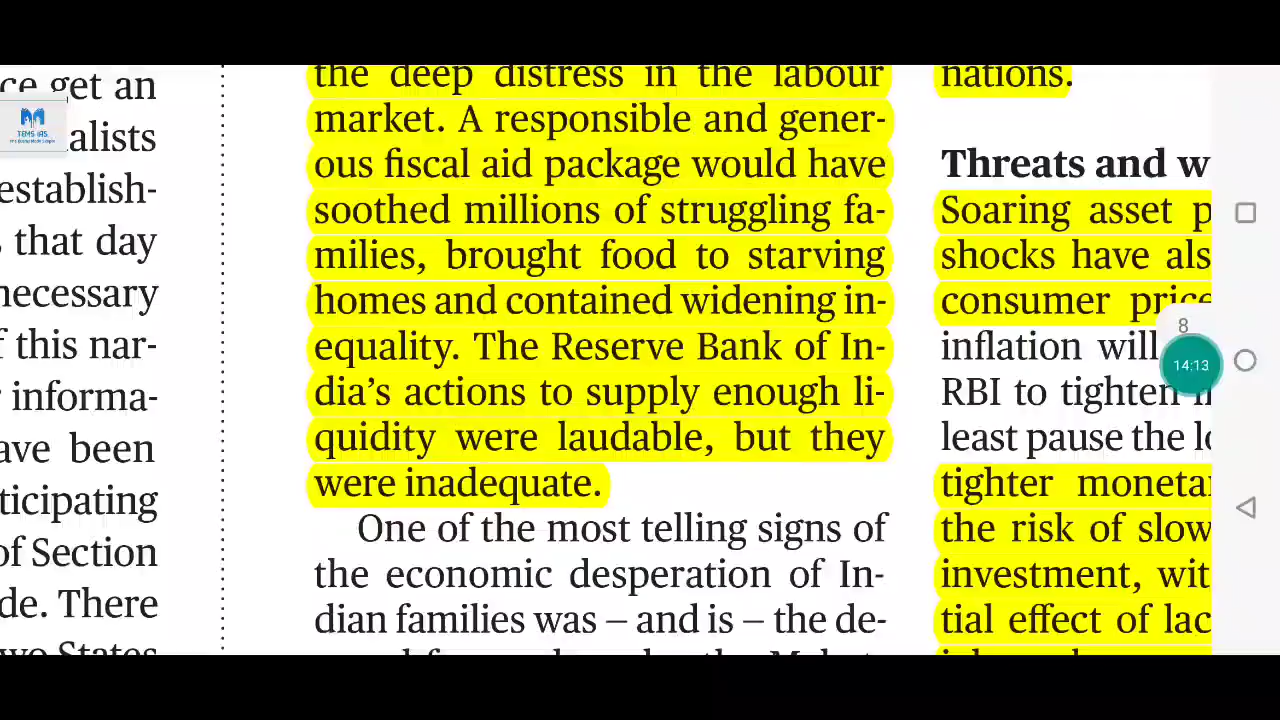 ce get an
alists
establish-
that day
necessary
f this nar-
informa-
ave been
ticipating
of Section
de. There
wo States
TEMS IAS
the deep distress in the labour
market. A responsible and gener-
ous fiscal aid package would have
soothed millions of struggling fa-
milies, brought food to starving
homes and contained widening in-
equality. The Reserve Bank of In-
dia’s actions to supply enough li-
quidity were laudable, but they
were inadequate.
One of the most telling signs of
the economic desperation of In-
dian families was – and is – the de-
nations.
Threats and w
Soaring asset p
shocks have als
consumer price
inflation will
RBI to tighten
least pause the lo
tighter monetar
the risk of slow
investment, wit
tial effect of lac
8
14:13